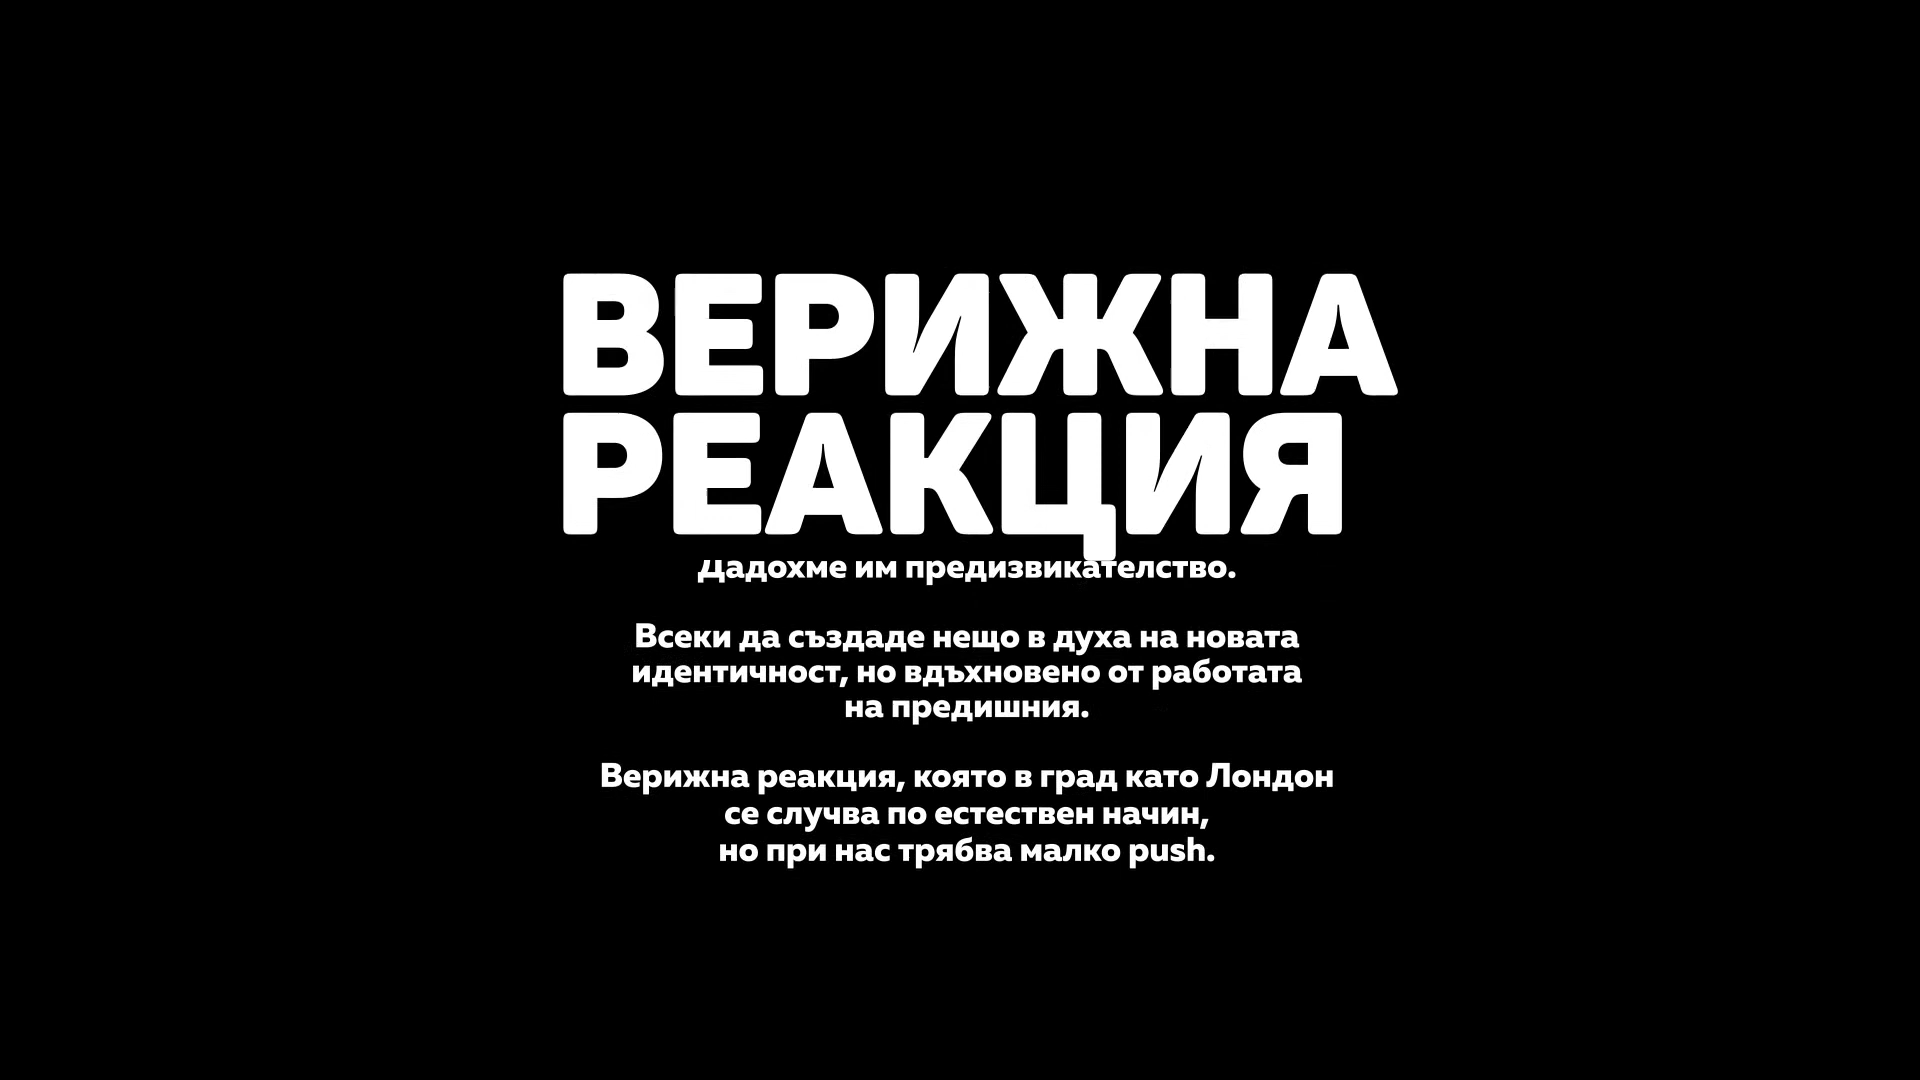 ВЕРИЖНА
РЕАКЦИЯ
Дадохме им предизвикателство.
Всеки да създаде нещо в духа на новата
идентичност, но вдъхновено от работата
на предишния.
Верижна реакция, която в град като Лондон
се случва по естествен начин,
но при нас трябва малко push.